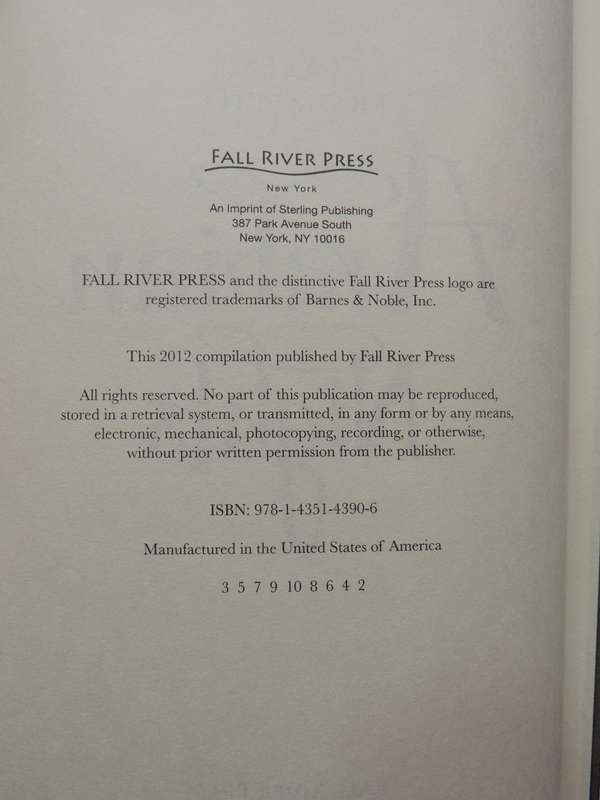 FALL RIVER PRESS
New York
An Imprint of Sterling Publishing
387 Park Avenue South
New York, NY 10016
FALL RIVER PRESS and the distinctive Fall River Press logo are
registered trademarks of Barnes & Noble, Inc.
This 2012 compilation published by Fall River Press
All rights reserved. No part of this publication may be reproduced,
stored in a retrieval system, or transmitted, in any form or by any means,
electronic, mechanical, photocopying, recording, or otherwise,
without prior written permission from the publisher.
ISBN: 978-1-4351-4390-6
Manufactured in the United States of America
3 5 7 9 10 8 6 4 2